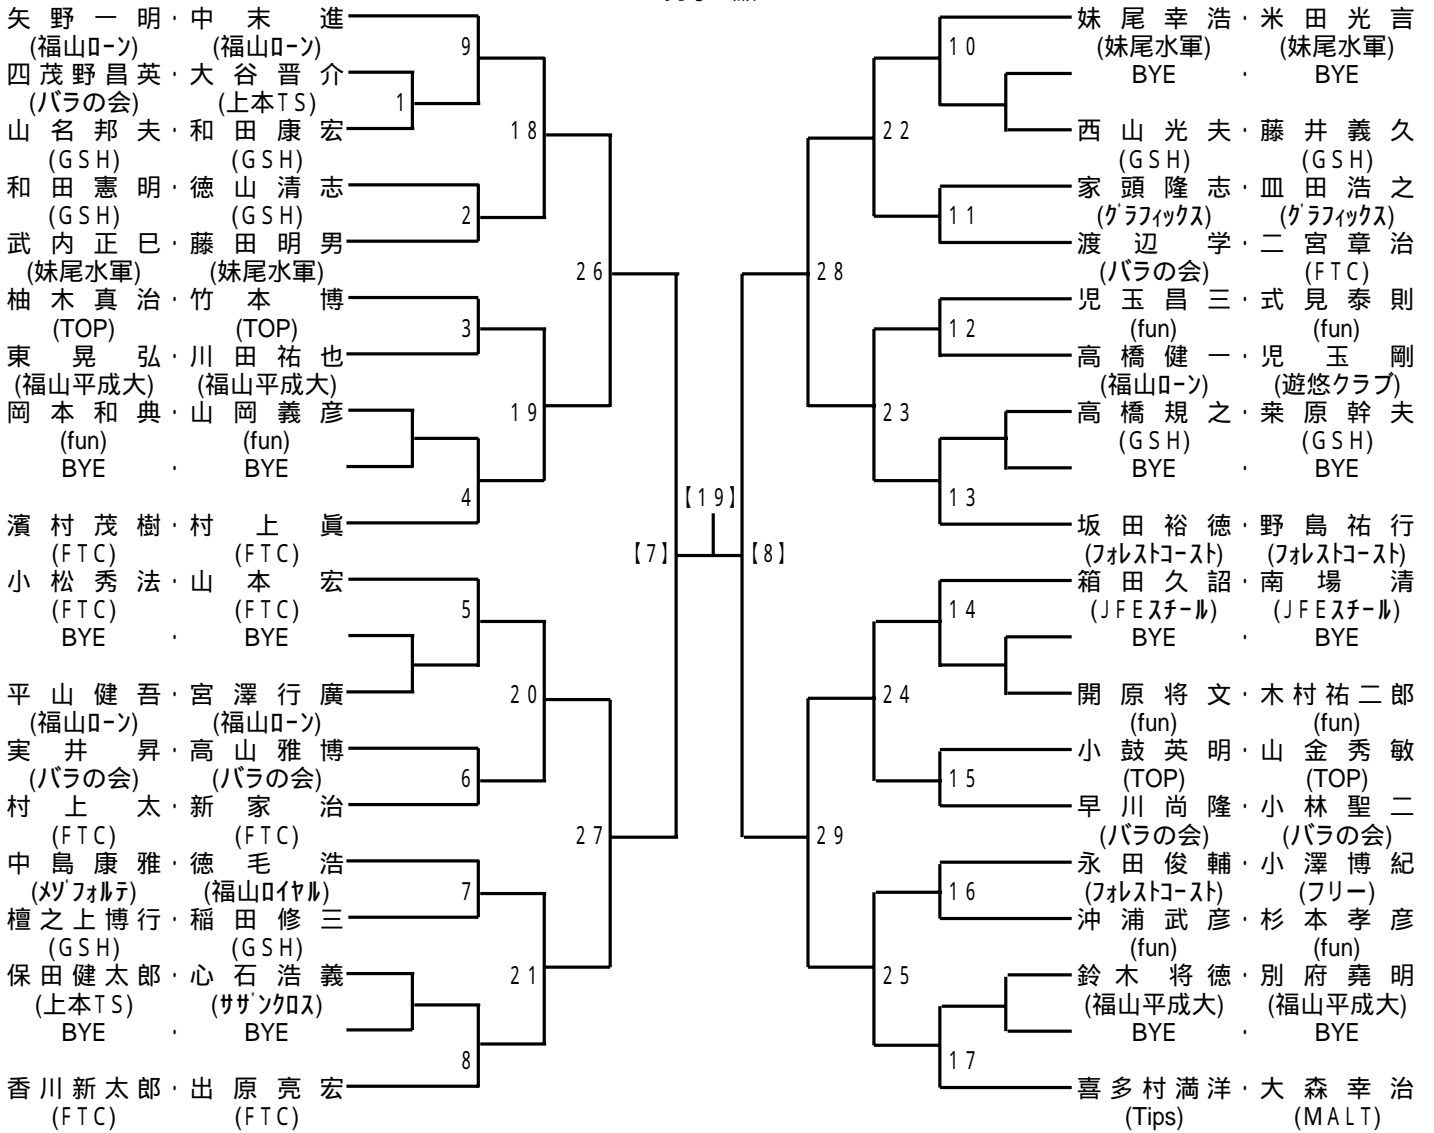 矢野一明・中末進
(福山ローン) (福山ローン)
9
四茂野昌英・大谷晋介
(バラの会) (上本TS)
1
山名邦夫・和田康宏
(GSH) (GSH)
18
和田憲明・徳山清志
(GSH) (GSH)
2
武内正巳・藤田明男
(妹尾水軍) (妹尾水軍)
26
柚木真治・竹本博
(TOP) (TOP)
3
東晃弘・川田祐也
(福山平成大) (福山平成大)
19
岡本和典・山岡義彦
(fun) (fun)
BYE ・ BYE
4
濱村茂樹・村上眞
(FTC) (FTC)
【7】
小松秀法・山本宏
(FTC) (FTC)
5
BYE ・ BYE
平山健吾・宮澤行廣
(福山ローン) (福山ローン)
20
実井昇・高山雅博
(バラの会) (バラの会)
6
村上太・新家治
(FTC) (FTC)
27
中島康雅・徳毛浩
(メゾフォルテ) (福山ロイヤル)
7
檀之上博行・稲田修三
(GSH) (GSH)
21
保田健太郎・心石浩義
(上本TS) (サザンクロス)
BYE ・ BYE
8
香川新太郎・出原亮宏
(FTC) (FTC)
【19】
妹尾幸浩・米田光言
(妹尾水軍) (妹尾水軍)
10
BYE ・ BYE
西山光夫・藤井義久
(GSH) (GSH)
22
家頭隆志・皿田浩之
(グラフィックス) (グラフィックス)
11
渡辺学・二宮章治
(バラの会) (FTC)
28
児玉昌三・式見泰則
(fun) (fun)
12
高橋健一・児玉剛
(福山ローン) (遊悠クラブ)
23
高橋規之・桒原幹夫
(GSH) (GSH)
BYE ・ BYE
13
坂田裕徳・野島祐行
(フォレストコースト) (フォレストコースト)
【8】
箱田久詔・南場清
(JFEスチール) (JFEスチール)
14
BYE ・ BYE
開原将文・木村祐二郎
(fun) (fun)
24
小鼓英明・山金秀敏
(TOP) (TOP)
15
早川尚隆・小林聖二
(バラの会) (バラの会)
29
永田俊輔・小澤博紀
(フォレストコースト) (フリー)
16
沖浦武彦・杉本孝彦
(fun) (fun)
25
鈴木将徳・別府堯明
(福山平成大) (福山平成大)
BYE ・ BYE
17
喜多村満洋・大森幸治
(Tips) (MALT)